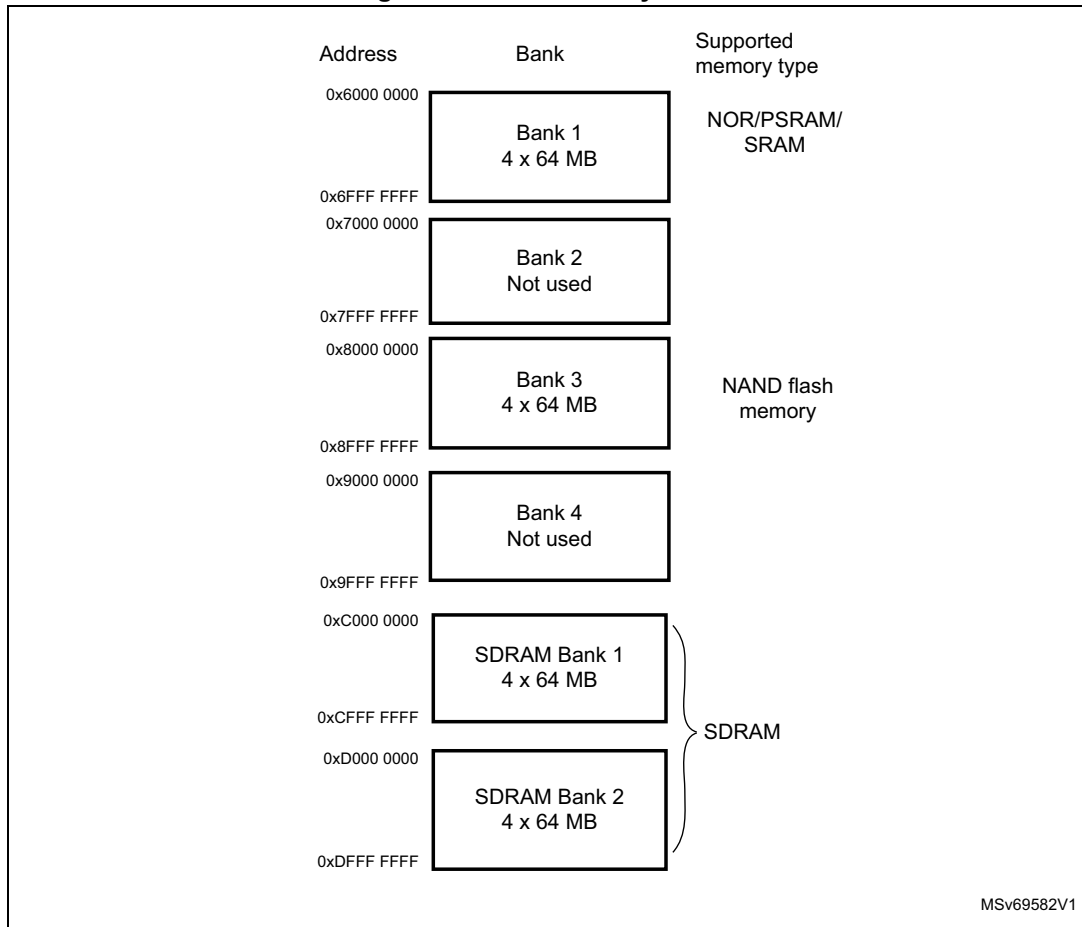 Address Bank Supported
memory type
0x6000 0000
Bank 1
4 x 64 MB
NOR/PSRAM/
SRAM
0x6FFF FFFF
0x7000 0000
Bank 2
Not used
0x7FFF FFFF
0x8000 0000
Bank 3
4 x 64 MB
NAND flash
memory
0x8FFF FFFF
0x9000 0000
Bank 4
Not used
0x9FFF FFFF
0xC000 0000
SDRAM Bank 1
4 x 64 MB
0xCFFF FFFF
SDRAM
0xD000 0000
SDRAM Bank 2
4 x 64 MB
0xDFFF FFFF
MSv69582V1